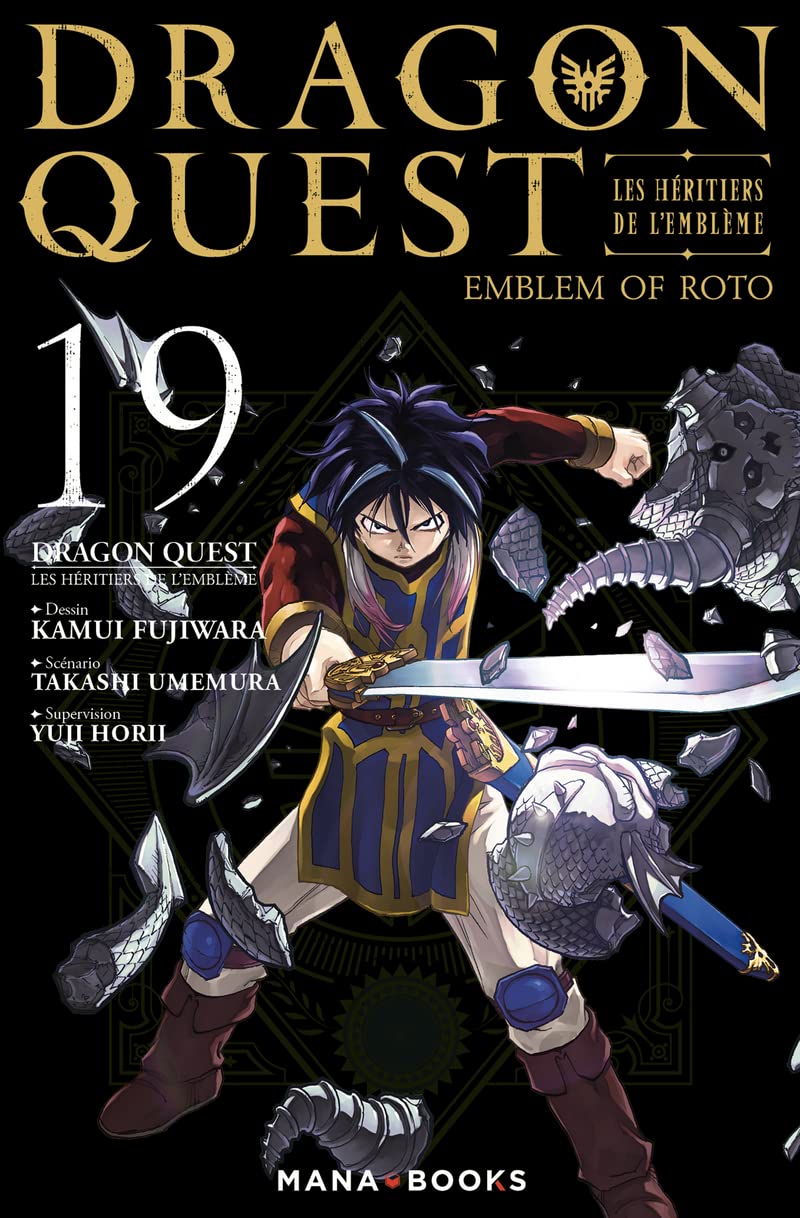 DRAGON
QUEST
LES HÉRITIERS
DE L'EMBLÈME
EMBLEM OF ROTO
19
DRAGON QUEST
LES HÉRITIERS DE L'EMBLÈME
Dessin
KAMUI FUJIWARA
Scénario
TAKASHI UMEMURA
Supervision
YUJI HORII
MANA BOOKS